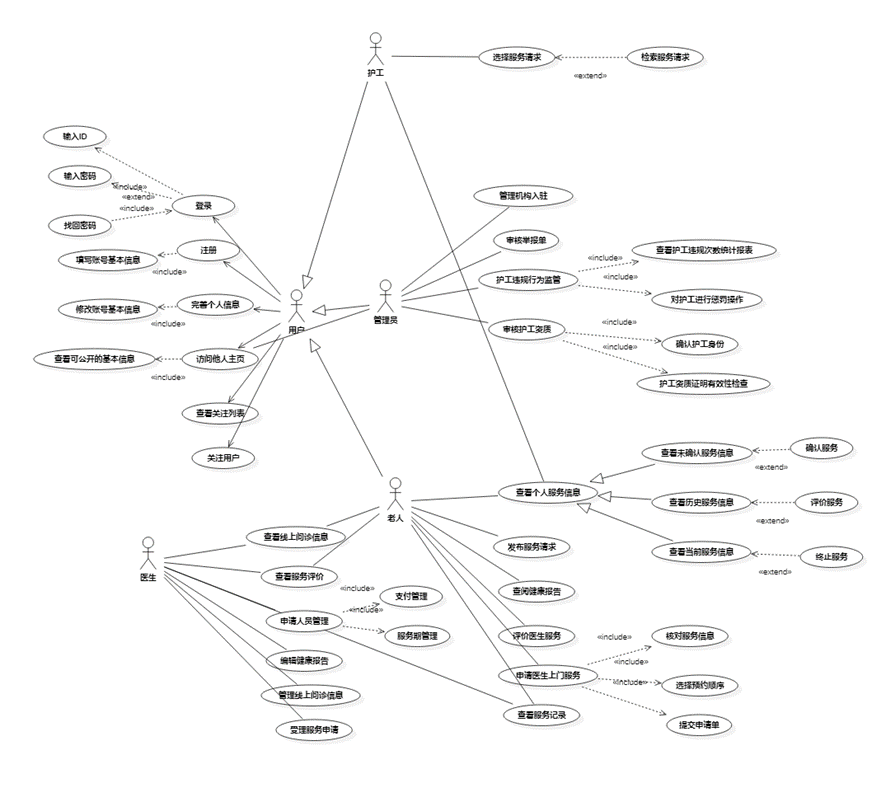 护工
选择服务请求
检索服务请求
«extend»
输入ID
输入密码
«include»
«extend»
«include»
找回密码
登录
填写账号基本信息
«include»
注册
修改账号基本信息
«include»
完善个人信息
查看可公开的基本信息
«include»
访问他人主页
查看关注列表
关注用户
用户
管理员
管理机构入驻
审核举报单
护工违规行为监管
«include»
«include»
查看护工违规次数统计报表
对护工进行惩罚操作
审核护工资质
«include»
«include»
确认护工身份
护工资质证明有效性检查
老人
查看个人服务信息
查看未确认服务信息
确认服务
«extend»
查看历史服务信息
评价服务
«extend»
查看当前服务信息
终止服务
«extend»
医生
查看线上问诊信息
查看服务评价
申请人员管理
«include»
«include»
支付管理
服务期管理
编辑健康报告
管理线上问诊信息
受理服务申请
发布服务请求
查阅健康报告
评价医生服务
申请医生上门服务
«include»
«include»
«include»
核对服务信息
选择预约顺序
提交申请单
查看服务记录